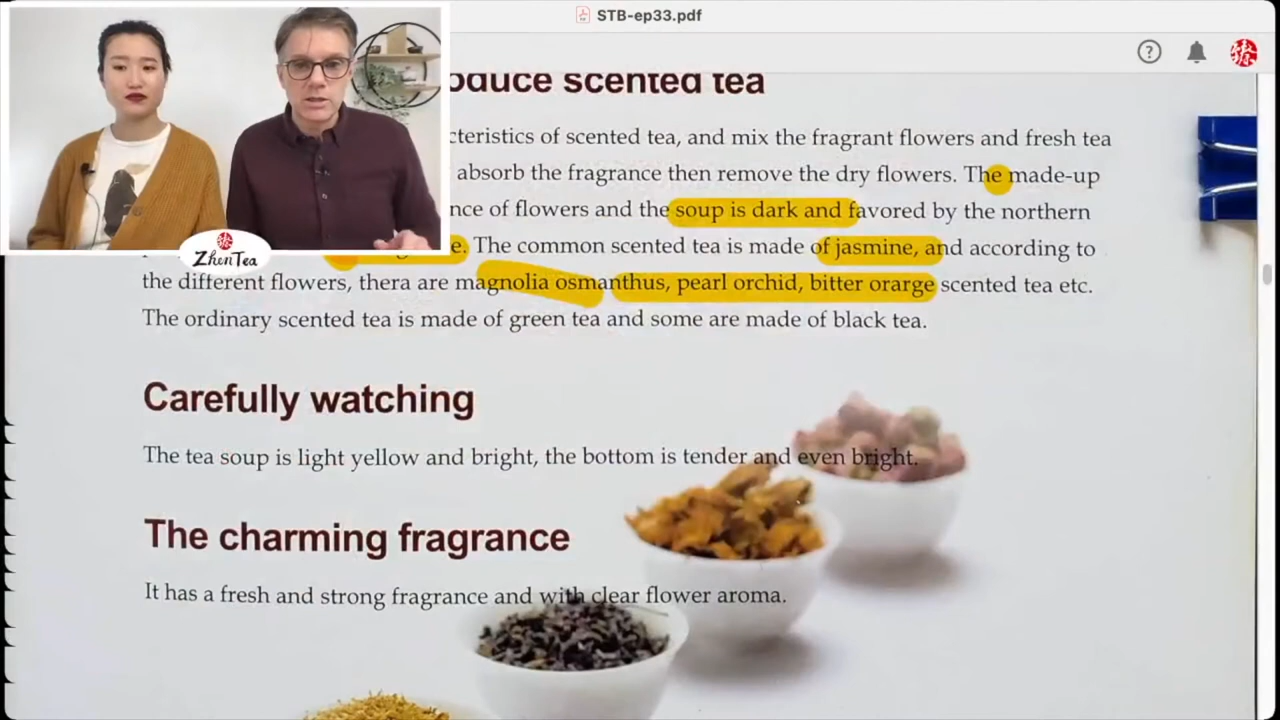 STB-ep33.pdf
oduce scented tea
cteristics of scented tea, and mix the fragrant flowers and fresh tea
absorb the fragrance then remove the dry flowers. The made-up
nce of flowers and the soup is dark and favored by the northern
e. The common scented tea is made of jasmine, and according to
the different flowers, thera are magnolia osmanthus, pearl orchid, bitter orarge scented tea etc.
The ordinary scented tea is made of green tea and some are made of black tea.
Carefully watching
The tea soup is light yellow and bright, the bottom is tender and even bright.
The charming fragrance
It has a fresh and strong fragrance and with clear flower aroma.
ZhenTea